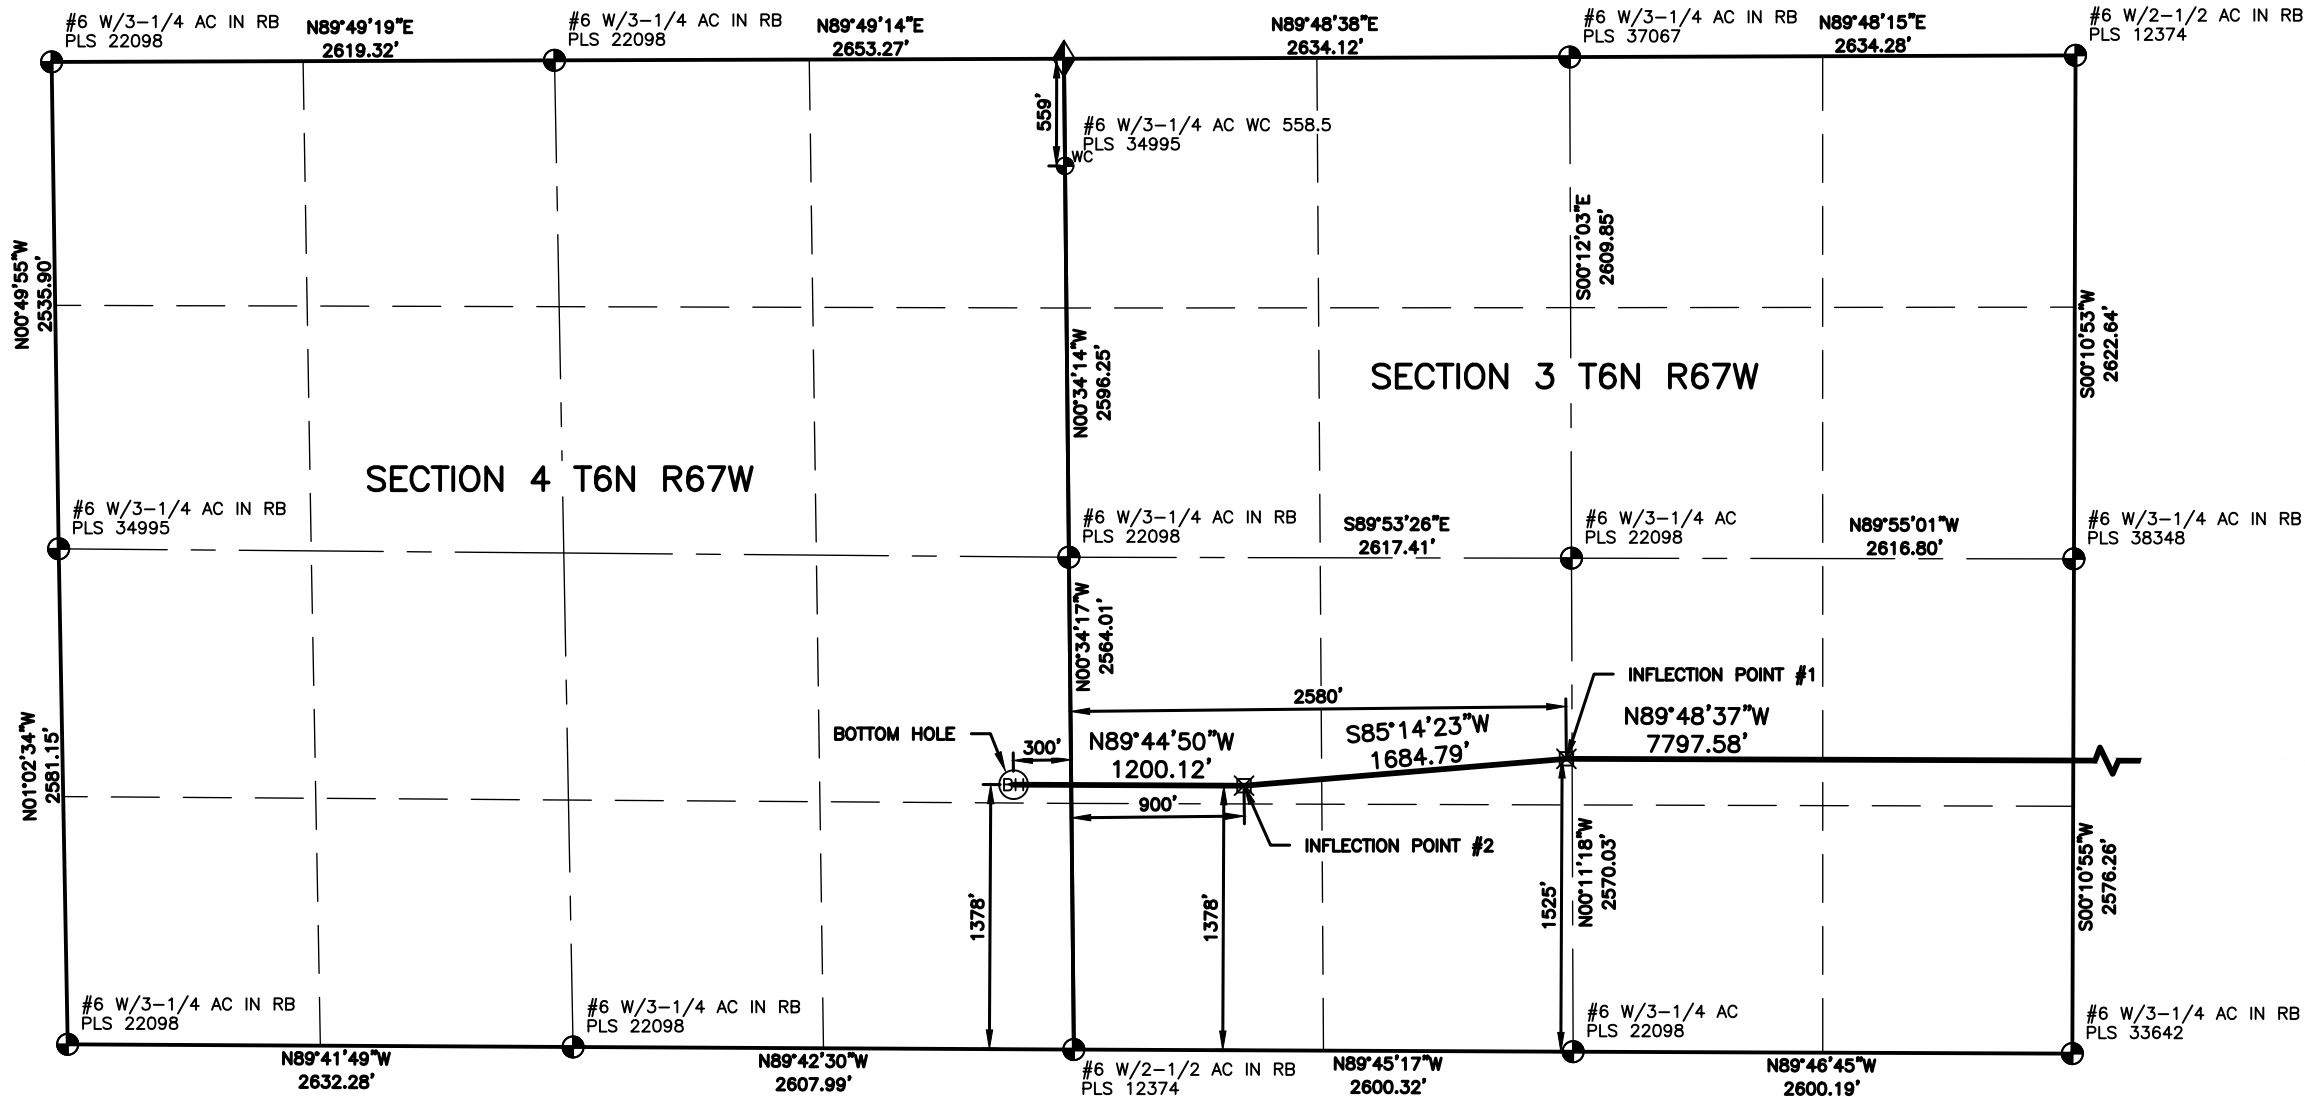 #6 W/3-1/4 AC IN RB
PLS 22098
N89°49'19"E
2619.32'
#6 W/3-1/4 AC IN RB
PLS 22098
N89°49'14"E
2653.27'
N89°48'38"E
2634.12'
#6 W/3-1/4 AC IN RB
PLS 37067
N89°48'15"E
2634.28'
#6 W/2-1/2 AC IN RB
PLS 12374
559'
#6 W/3-1/4 AC WC 558.5
PLS 34995
WC
N00°49'55"W
2535.90'
S00°12'03"E
2609.85'
N00°34'14"W
2596.25'
S00°10'53"W
2622.64'
SECTION 3 T6N R67W
SECTION 4 T6N R67W
#6 W/3-1/4 AC IN RB
PLS 34995
#6 W/3-1/4 AC IN RB
PLS 22098
S89°53'26"E
2617.41'
#6 W/3-1/4 AC
PLS 22098
N89°55'01"W
2616.80'
#6 W/3-1/4 AC IN RB
PLS 38348
N00°34'17"W
2564.01'
N01°02'34"W
2581.15'
INFLECTION POINT #1
2580'
BOTTOM HOLE
300'
N89°44'50"W
1200.12'
S85°14'23"W
1684.79'
N89°48'37"W
7797.58'
BH
900'
INFLECTION POINT #2
1378'
1378'
1525'
N00°11'18"W
2570.03'
S00°10'55"W
2576.26'
#6 W/3-1/4 AC IN RB
PLS 22098
#6 W/3-1/4 AC IN RB
PLS 22098
#6 W/3-1/4 AC
PLS 22098
#6 W/3-1/4 AC IN RB
PLS 33642
N89°41'49"W
2632.28'
N89°42'30"W
2607.99'
#6 W/2-1/2 AC IN RB
PLS 12374
N89°45'17"W
2600.32'
N89°46'45"W
2600.19'